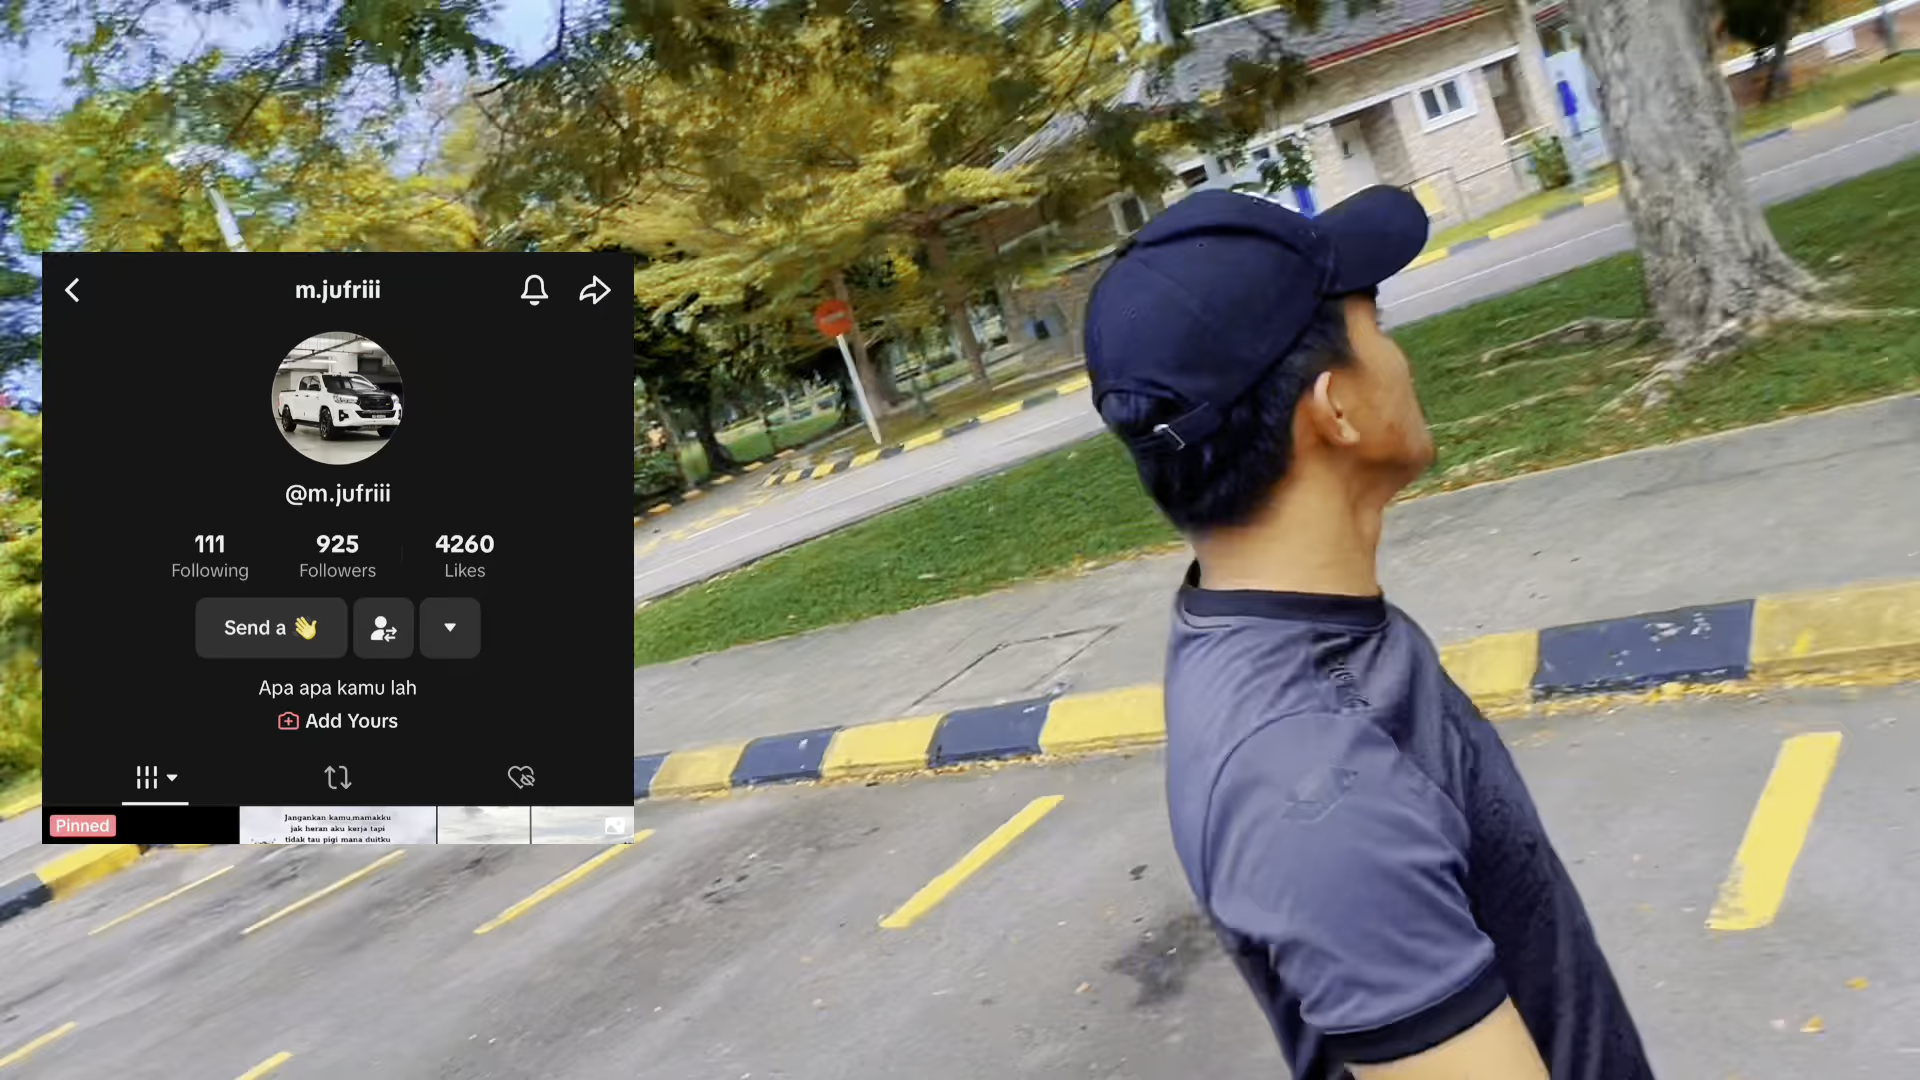 m.jufriii
@m.jufriii
111 925 4260
Following Followers Likes
Send a 👋
Apa apa kamu lah
Add Yours
Pinned
Jangankan kamu,mamakku
jak heran aku kerja tapi
tidak tau pigi mana duitku